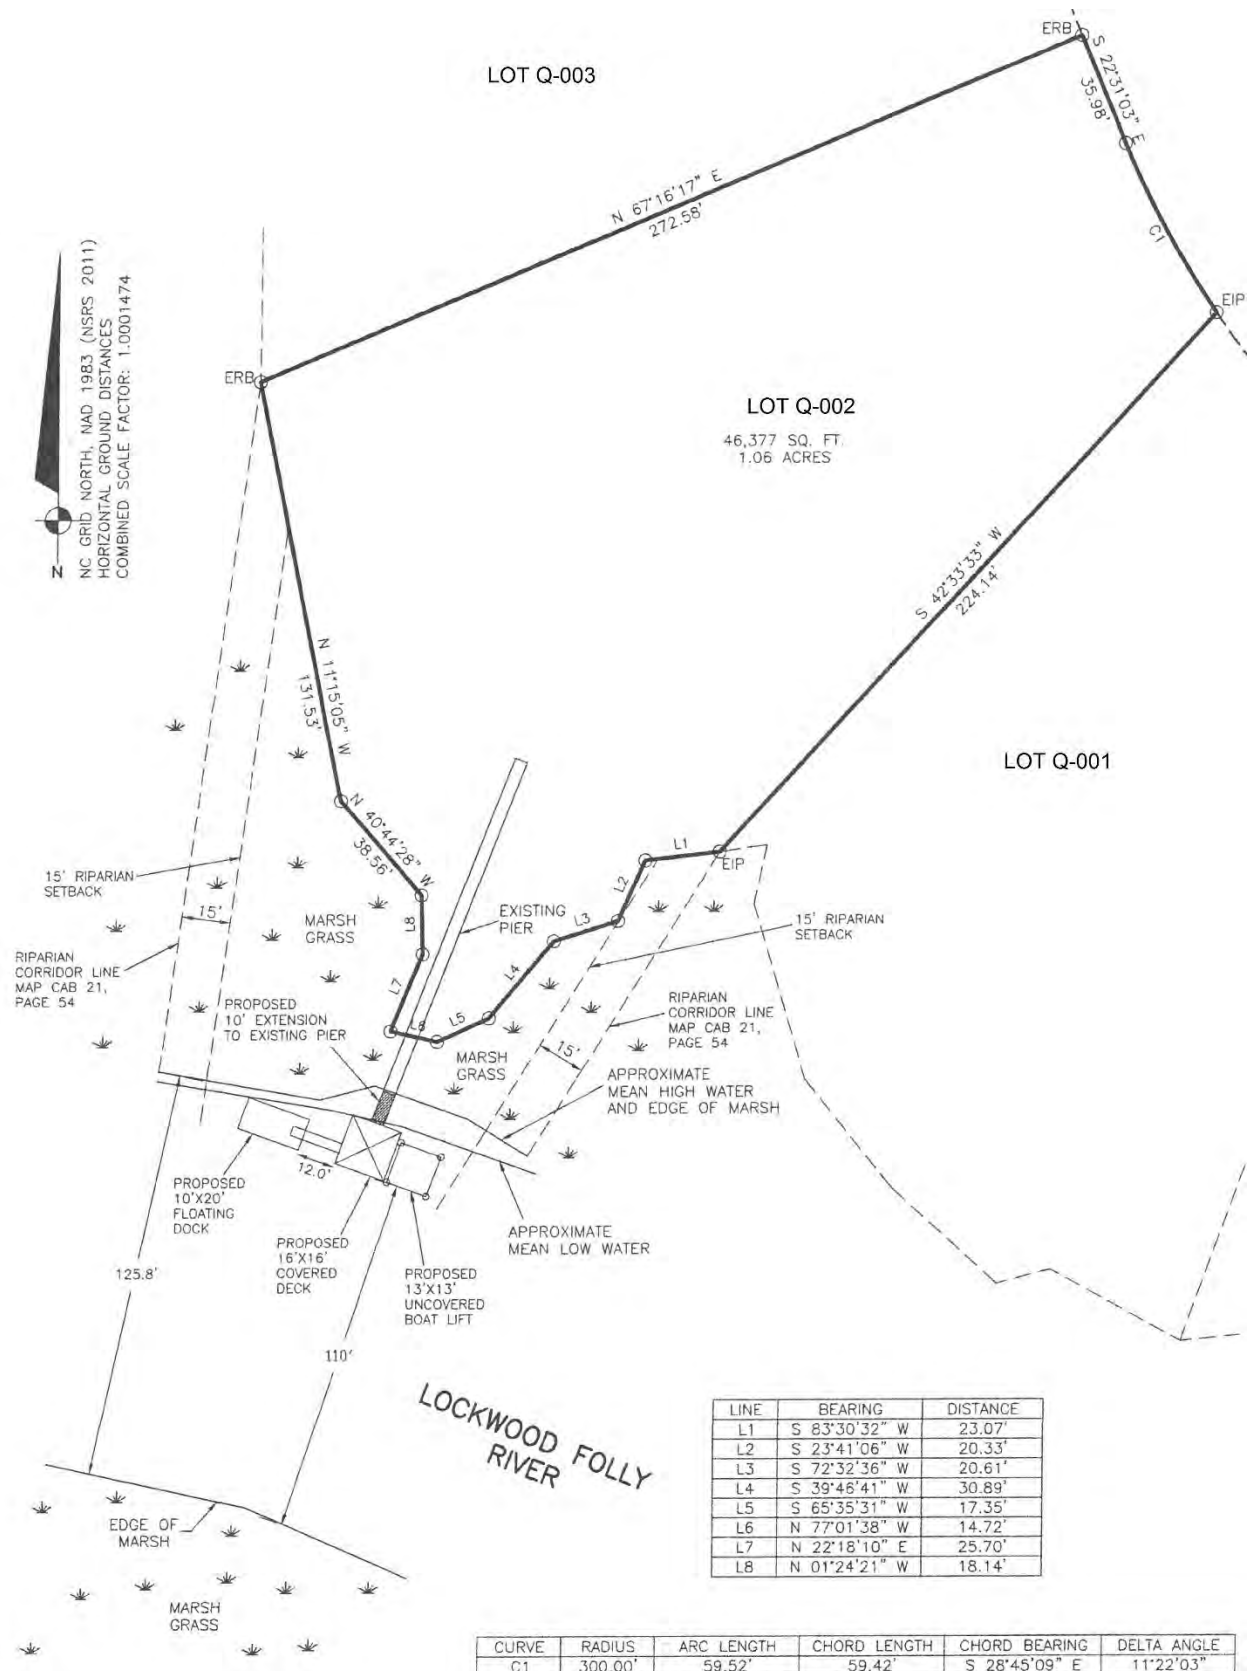 ERB
LOT Q-003
S 22°31'03" E
35.98'
N 67°16'17" E
272.58'
C1
EIP
NC GRID NORTH, NAD 1983 (NSRS 2011)
HORIZONTAL GROUND DISTANCES
COMBINED SCALE FACTOR: 1.0001474
N
ERB
LOT Q-002
46,377 SQ. FT.
1.06 ACRES
S 42°33'33" W
224.14'
N 11°15'05" W
131.53'
LOT Q-001
N 40°44'28" W
38.56'
L1
EIP
L2
L3
L4
L5
L6
L7
L8
15' RIPARIAN
SETBACK
15'
MARSH
GRASS
EXISTING
PIER
15' RIPARIAN
SETBACK
RIPARIAN
CORRIDOR LINE
MAP CAB 21,
PAGE 54
PROPOSED
10' EXTENSION
TO EXISTING PIER
RIPARIAN
CORRIDOR LINE
MAP CAB 21,
PAGE 54
15'
MARSH
GRASS
APPROXIMATE
MEAN HIGH WATER
AND EDGE OF MARSH
12.0'
PROPOSED
10'X20'
FLOATING
DOCK
PROPOSED
16'X16'
COVERED
DECK
APPROXIMATE
MEAN LOW WATER
PROPOSED
13'X13'
UNCOVERED
BOAT LIFT
125.8'
110'
LOCKWOOD FOLLY
RIVER
EDGE OF
MARSH
MARSH
GRASS
LINE BEARING DISTANCE
L1 S 83°30'32" W 23.07'
L2 S 23°41'06" W 20.33'
L3 S 72°32'36" W 20.61'
L4 S 39°46'41" W 30.89'
L5 S 65°35'31" W 17.35'
L6 N 77°01'38" W 14.72'
L7 N 22°18'10" E 25.70'
L8 N 01°24'21" W 18.14'
CURVE RADIUS ARC LENGTH CHORD LENGTH CHORD BEARING DELTA ANGLE
C1 300.00' 59.52' 59.42' S 28°45'09" E 11°22'03"